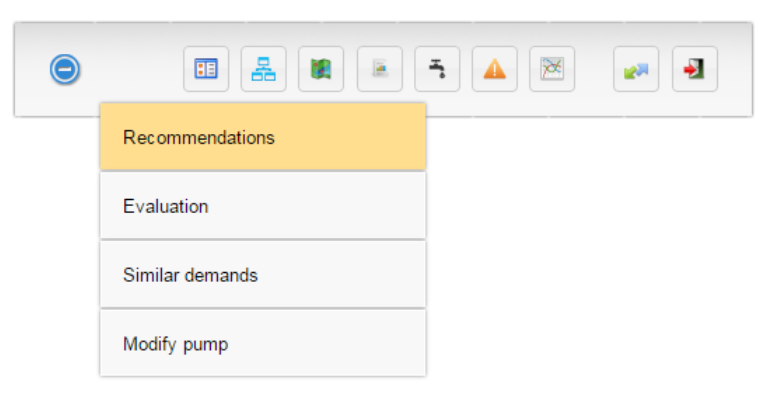 Recommendations
Evaluation
Similar demands
Modify pump